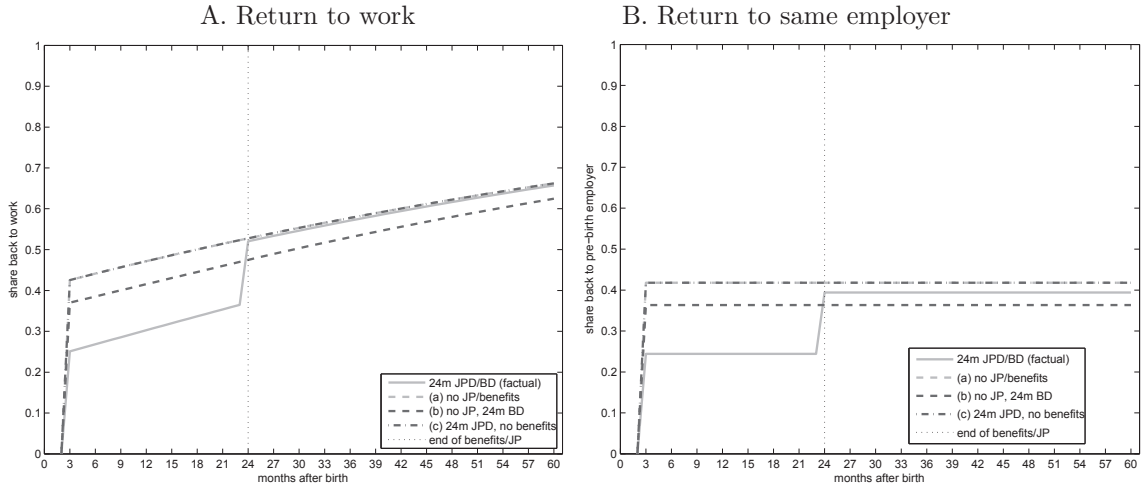 A. Return to work
1
0.9
0.8
0.7
0.6
0.5
0.4
0.3
0.2
0.1
0
share back to work
0 3 6 9 12 15 18 21 24 27 30 33 36 39 42 45 48 51 54 57 60
months after birth
24m JPD/BD (factual)
(a) no JP/benefits
(b) no JP, 24m BD
(c) 24m JPD, no benefits
end of benefits/JP
B. Return to same employer
1
0.9
0.8
0.7
0.6
0.5
0.4
0.3
0.2
0.1
0
share back to pre−birth employer
0 3 6 9 12 15 18 21 24 27 30 33 36 39 42 45 48 51 54 57 60
months after birth
24m JPD/BD (factual)
(a) no JP/benefits
(b) no JP, 24m BD
(c) 24m JPD, no benefits
end of benefits/JP